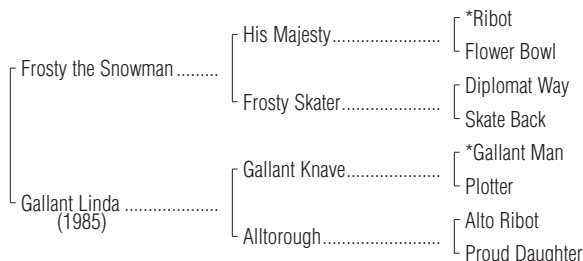 *Ribot
His Majesty........................
Flower Bowl
Frosty the Snowman .........
Diplomat Way
Frosty Skater.....................
Skate Back
*Gallant Man
Gallant Knave....................
Plotter
Gallant Linda ....................
(1985)
Alto Ribot
Alltorough.........................
Proud Daughter